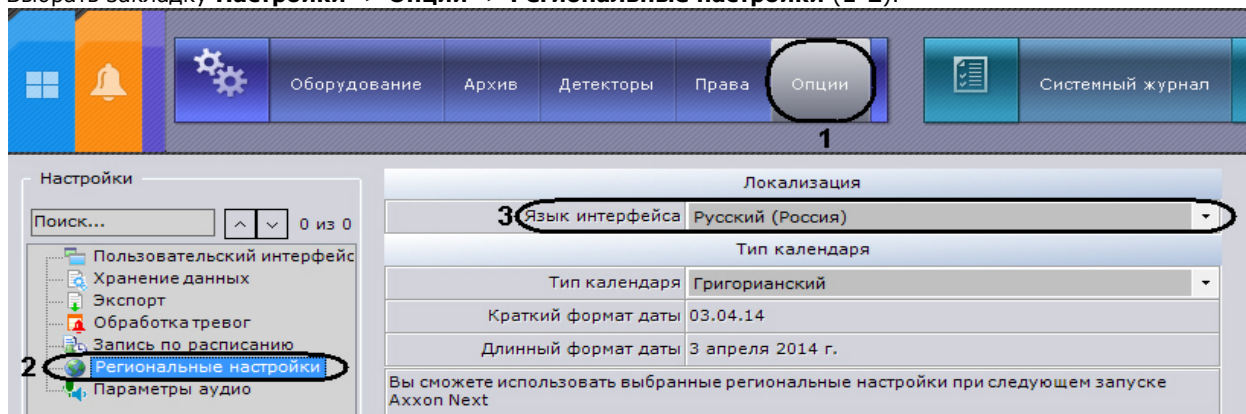 Выбрать закладку Настройки -> Опции -> Региональные настройки (1-2).
Оборудование Архив Детекторы Права Опции Системный журнал
1
Настройки
Поиск... 0 из 0
Пользовательский интерфейс
Хранение данных
Экспорт
Обработка тревог
Запись по расписанию
2 Региональные настройки
Параметры аудио
Локализация
3 Язык интерфейса Русский (Россия)
Тип календаря
Тип календаря Григорианский
Краткий формат даты 03.04.14
Длинный формат даты 3 апреля 2014 г.
Вы сможете использовать выбранные региональные настройки при следующем запуске
Axxon Next